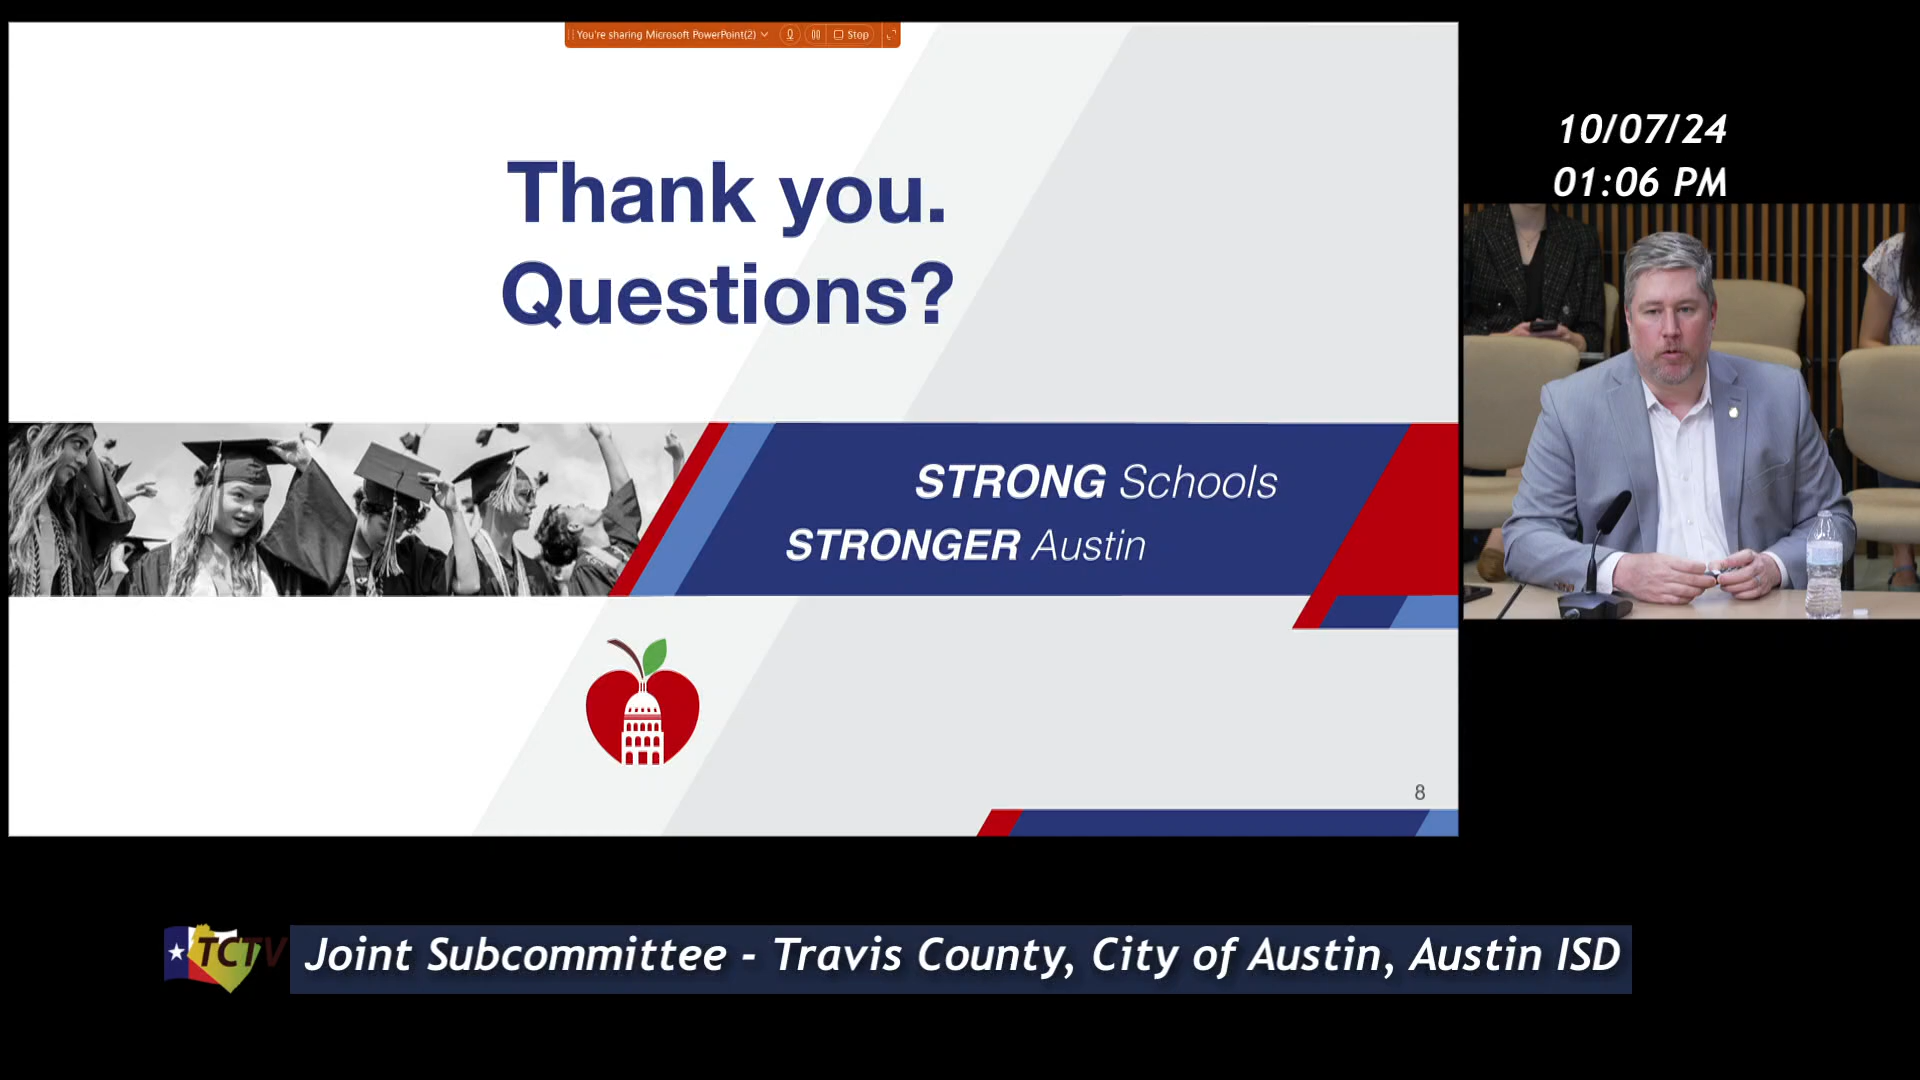 You're sharing Microsoft PowerPoint(2)
Stop
10/07/24
01:06 PM
Thank you.
Questions?
STRONG Schools
STRONGER Austin
8
TCTV
Joint Subcommittee - Travis County, City of Austin, Austin ISD